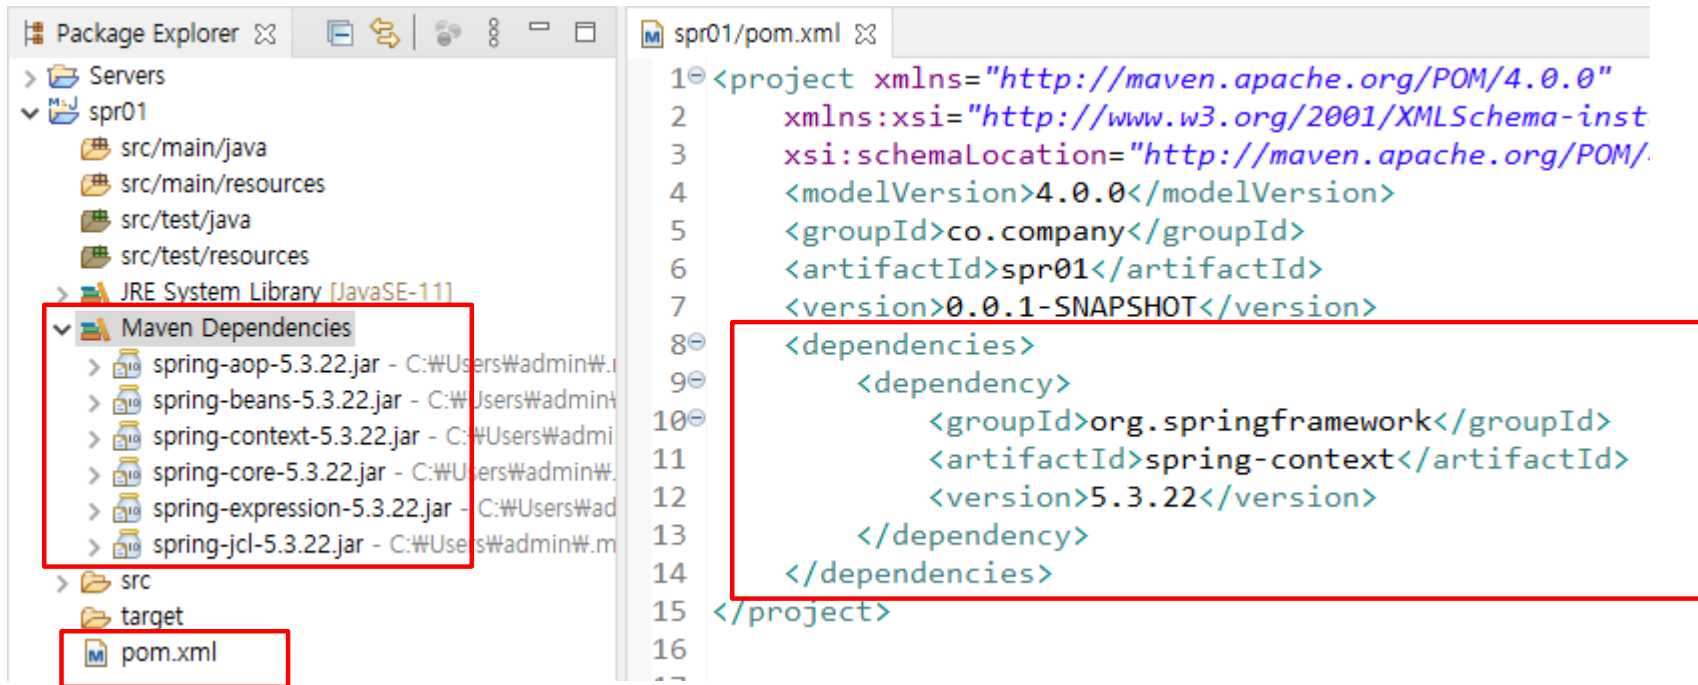 Package Explorer
Servers
spr01
src/main/java
src/main/resources
src/test/java
src/test/resources
JRE System Library [JavaSE-11]
Maven Dependencies
spring-aop-5.3.22.jar - C:₩Users₩admin₩.
spring-beans-5.3.22.jar - C:₩Users₩admin₩
spring-context-5.3.22.jar - C:₩Users₩admi
spring-core-5.3.22.jar - C:₩Users₩admin₩.
spring-expression-5.3.22.jar - C:₩Users₩ad
spring-jcl-5.3.22.jar - C:₩Users₩admin₩.m
src
target
pom.xml
spr01/pom.xml
1 <project xmlns="http://maven.apache.org/POM/4.0.0"
2 xmlns:xsi="http://www.w3.org/2001/XMLSchema-inst
3 xsi:schemaLocation="http://maven.apache.org/POM/
4 <modelVersion>4.0.0</modelVersion>
5 <groupId>co.company</groupId>
6 <artifactId>spr01</artifactId>
7 <version>0.0.1-SNAPSHOT</version>
8 <dependencies>
9 <dependency>
10 <groupId>org.springframework</groupId>
11 <artifactId>spring-context</artifactId>
12 <version>5.3.22</version>
13 </dependency>
14 </dependencies>
15 </project>
16